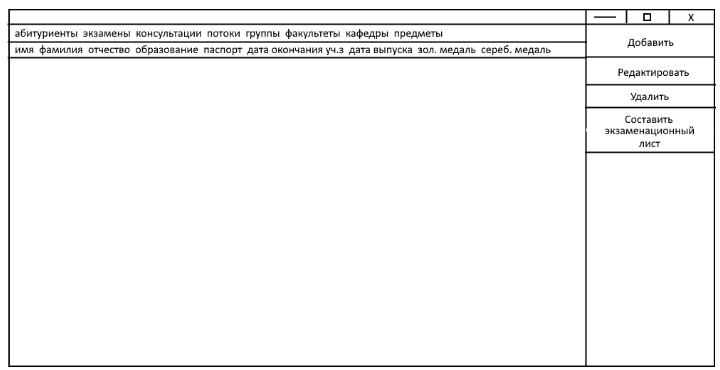 X
абитуриенты экзамены консультации потоки группы факультеты кафедры предметы
имя фамилия отчество образование паспорт дата окончания уч.з дата выпуска зол. медаль сереб. медаль
Добавить
Редактировать
Удалить
Составить
экзаменационный
лист